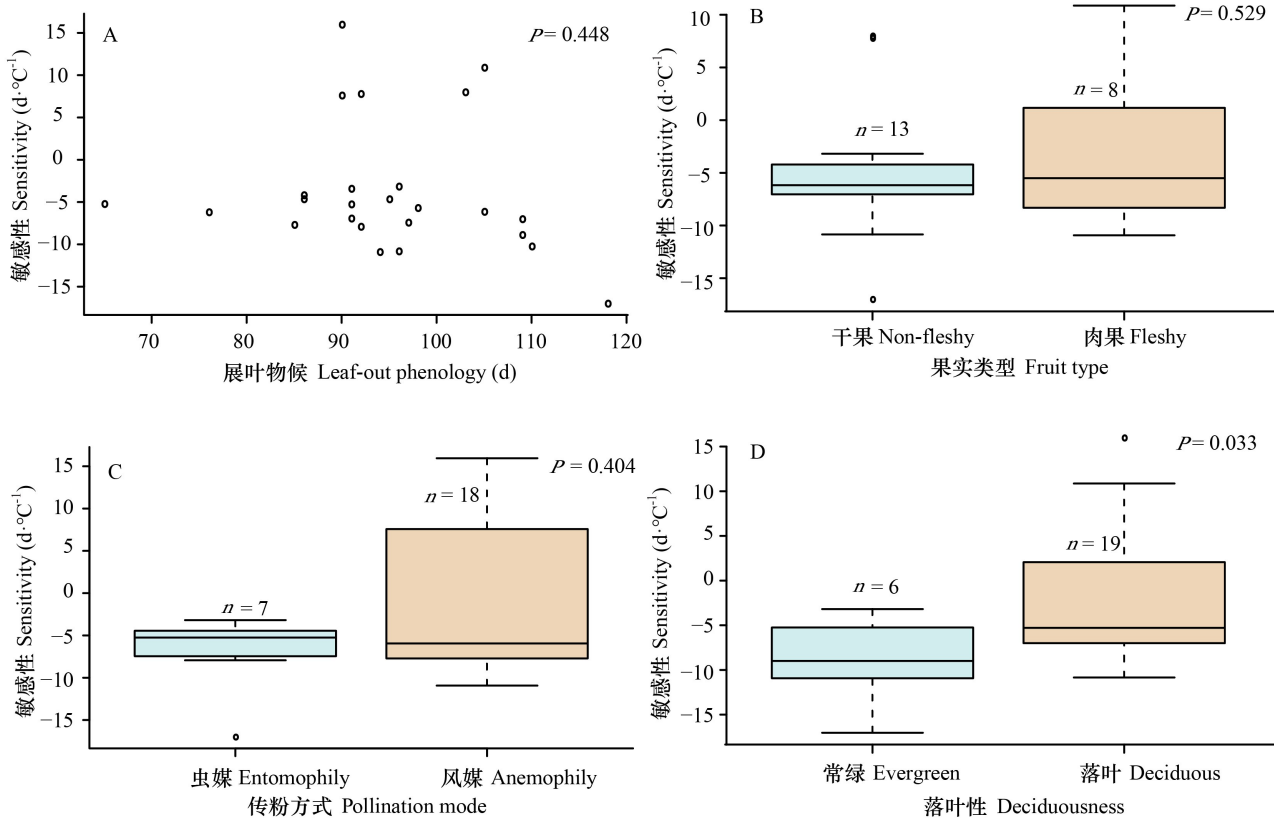 A
P = 0.448
15
10
5
0
−5
−10
−15
敏感性 Sensitivity (d·℃⁻¹)
70 80 90 100 110 120
展叶物候 Leaf-out phenology (d)
B
P = 0.529
10
5
0
−5
−10
−15
敏感性 Sensitivity (d·℃⁻¹)
n = 13
n = 8
干果 Non-fleshy 肉果 Fleshy
果实类型 Fruit type
C
P = 0.404
15
10
5
0
−5
−10
−15
敏感性 Sensitivity (d·℃⁻¹)
n = 7
n = 18
虫媒 Entomophily 风媒 Anemophily
传粉方式 Pollination mode
D
P = 0.033
15
10
5
0
−5
−10
−15
敏感性 Sensitivity (d·℃⁻¹)
n = 6
n = 19
常绿 Evergreen 落叶 Deciduous
落叶性 Deciduousness